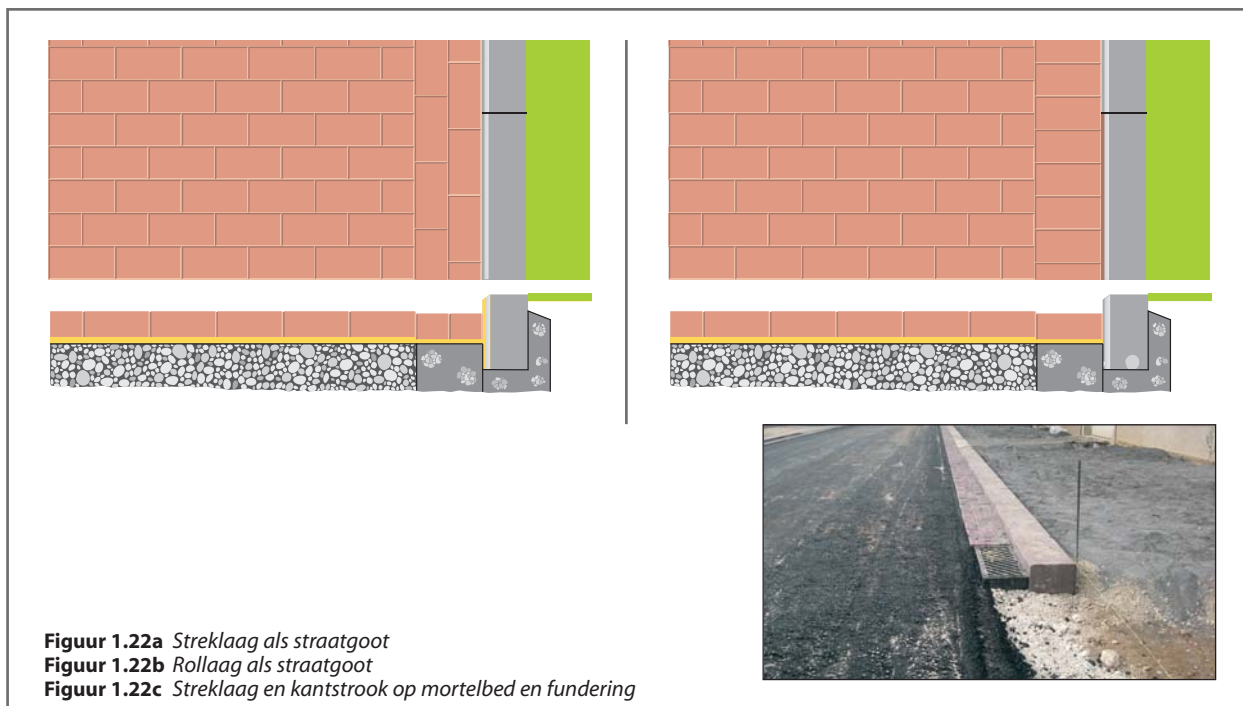 Figuur 1.22a Streklaag als straatgoot
Figuur 1.22b Rollaag als straatgoot
Figuur 1.22c Streklaag en kantstrook op mortelbed en fundering